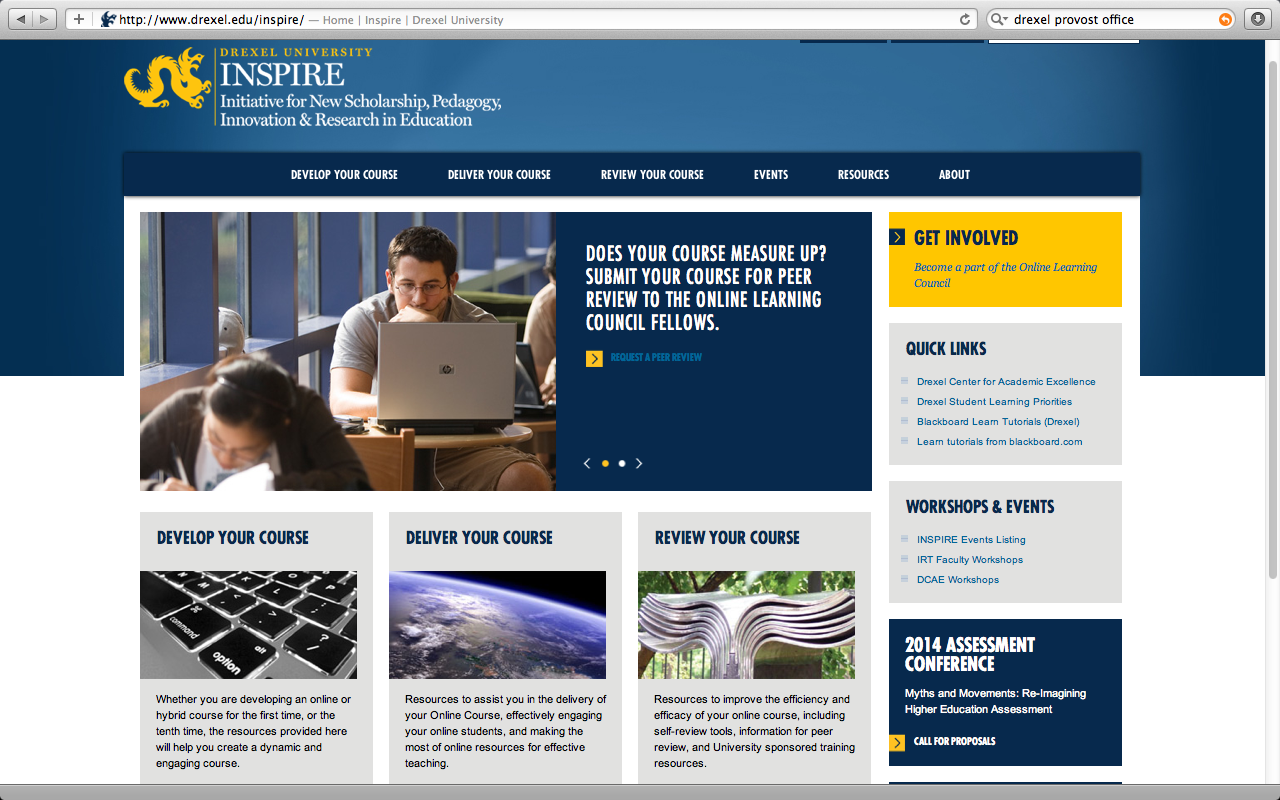 http://www.drexel.edu/inspire/ — Home | Inspire | Drexel University
drexel provost office
DREXEL UNIVERSITY
INSPIRE
Initiative for New Scholarship, Pedagogy,
Innovation & Research in Education
DEVELOP YOUR COURSE
DELIVER YOUR COURSE
REVIEW YOUR COURSE
EVENTS
RESOURCES
ABOUT
DOES YOUR COURSE MEASURE UP?
SUBMIT YOUR COURSE FOR PEER
REVIEW TO THE ONLINE LEARNING
COUNCIL FELLOWS.
REQUEST A PEER REVIEW
hp
GET INVOLVED
Become a part of the Online Learning
Council
QUICK LINKS
Drexel Center for Academic Excellence
Drexel Student Learning Priorities
Blackboard Learn Tutorials (Drexel)
Learn tutorials from blackboard.com
WORKSHOPS & EVENTS
INSPIRE Events Listing
IRT Faculty Workshops
DCAE Workshops
2014 ASSESSMENT
CONFERENCE
Myths and Movements: Re-Imagining
Higher Education Assessment
CALL FOR PROPOSALS
DEVELOP YOUR COURSE
command
option
alt
Whether you are developing an online or
hybrid course for the first time, or the
tenth time, the resources provided here
will help you create a dynamic and
engaging course.
DELIVER YOUR COURSE
Resources to assist you in the delivery of
your Online Course, effectively engaging
your online students, and making the
most of online resources for effective
teaching.
REVIEW YOUR COURSE
Resources to improve the efficiency and
efficacy of your online course, including
self-review tools, information for peer
review, and University sponsored training
resources.